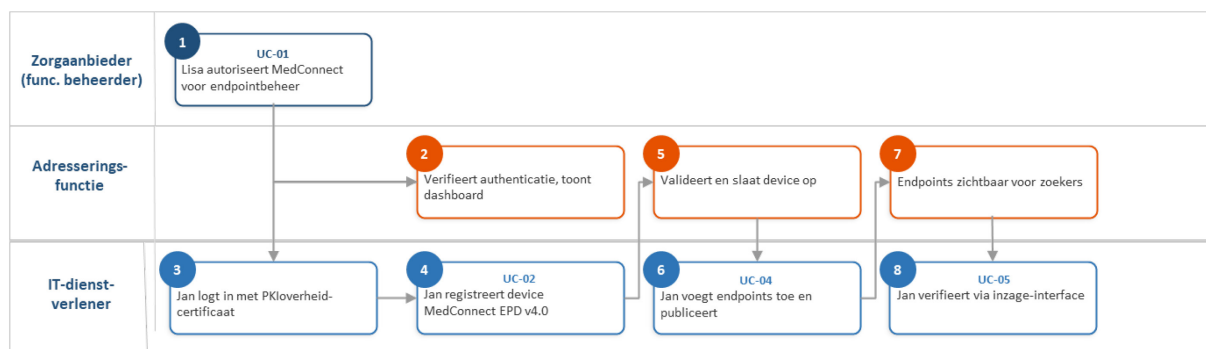 Zorgaanbieder
(func. beheerder)
1
UC-01
Lisa autoriseert MedConnect
voor endpointbeheer
Adresserings-
functie
2
Verifieert authenticatie, toont
dashboard
5
Valideert en slaat device op
7
Endpoints zichtbaar voor zoekers
IT-dienst-
verlener
3
Jan logt in met PKIoverheid-
certificaat
4
UC-02
Jan registreert device
MedConnect EPD v4.0
6
UC-04
Jan voegt endpoints toe en
publiceert
8
UC-05
Jan verifieert via inzage-interface